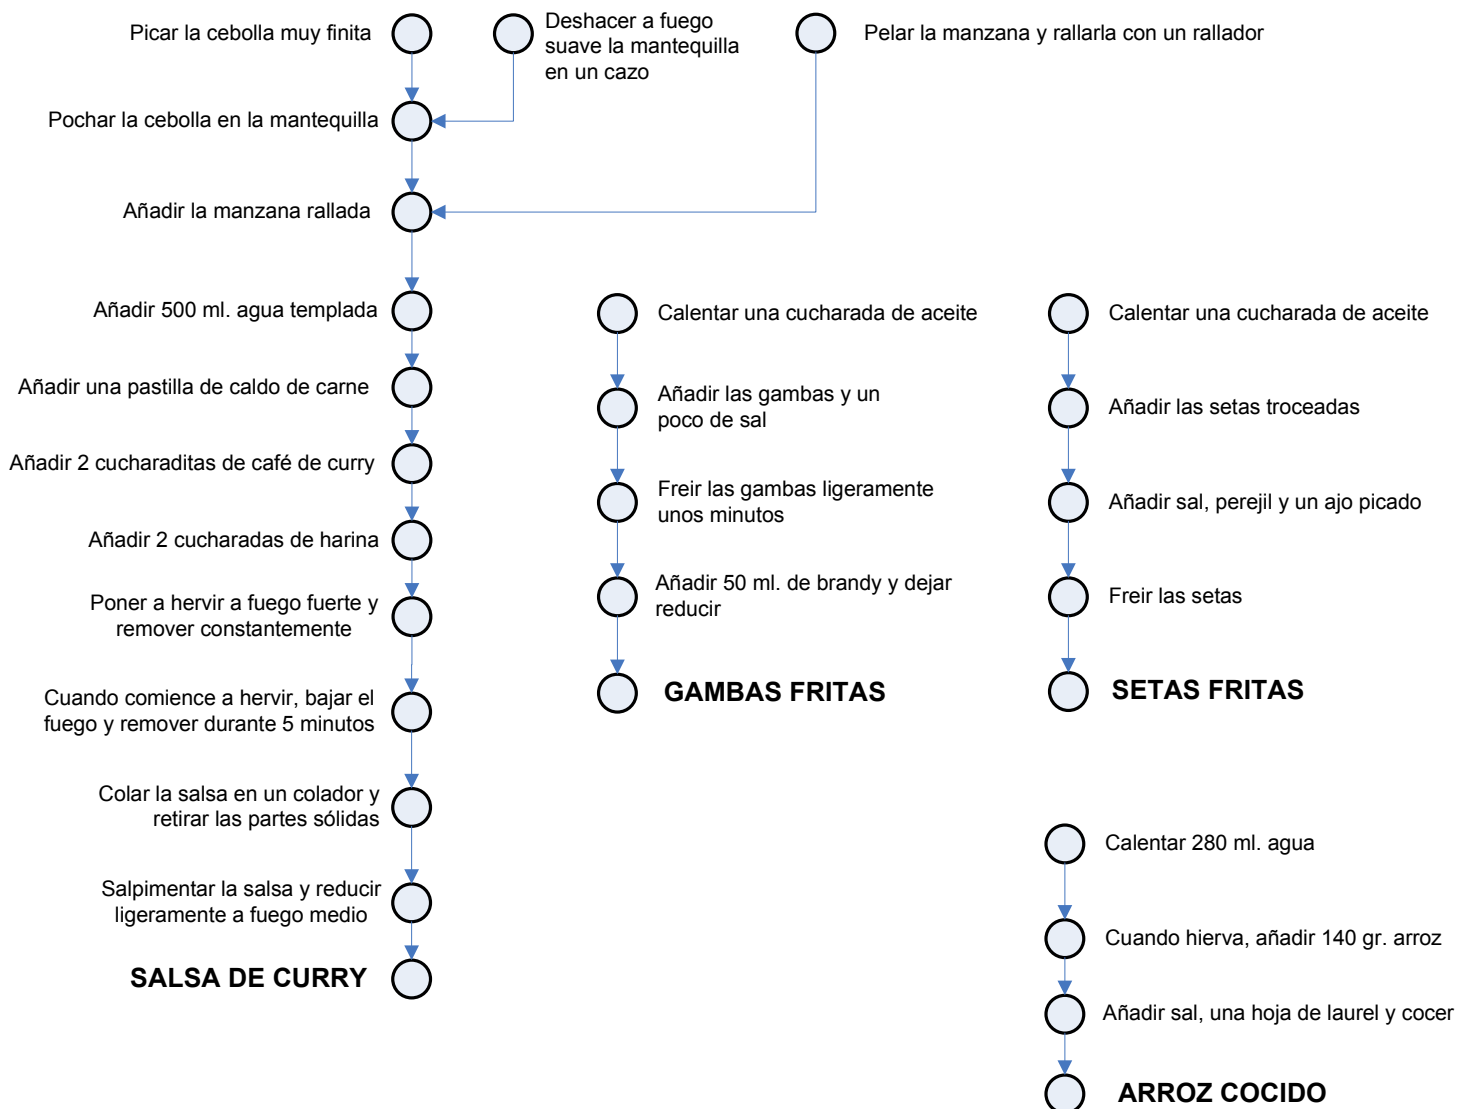 Picar la cebolla muy finita
Deshacer a fuego
suave la mantequilla
en un cazo
Pelar la manzana y rallarla con un rallador
Pochar la cebolla en la mantequilla
Añadir la manzana rallada
Añadir 500 ml. agua templada
Añadir una pastilla de caldo de carne
Añadir 2 cucharaditas de café de curry
Añadir 2 cucharadas de harina
Poner a hervir a fuego fuerte y
remover constantemente
Cuando comience a hervir, bajar el
fuego y remover durante 5 minutos
Colar la salsa en un colador y
retirar las partes sólidas
Salpimentar la salsa y reducir
ligeramente a fuego medio
SALSA DE CURRY
Calentar una cucharada de aceite
Añadir las gambas y un
poco de sal
Freir las gambas ligeramente
unos minutos
Añadir 50 ml. de brandy y dejar
reducir
GAMBAS FRITAS
Calentar una cucharada de aceite
Añadir las setas troceadas
Añadir sal, perejil y un ajo picado
Freir las setas
SETAS FRITAS
Calentar 280 ml. agua
Cuando hierva, añadir 140 gr. arroz
Añadir sal, una hoja de laurel y cocer
ARROZ COCIDO